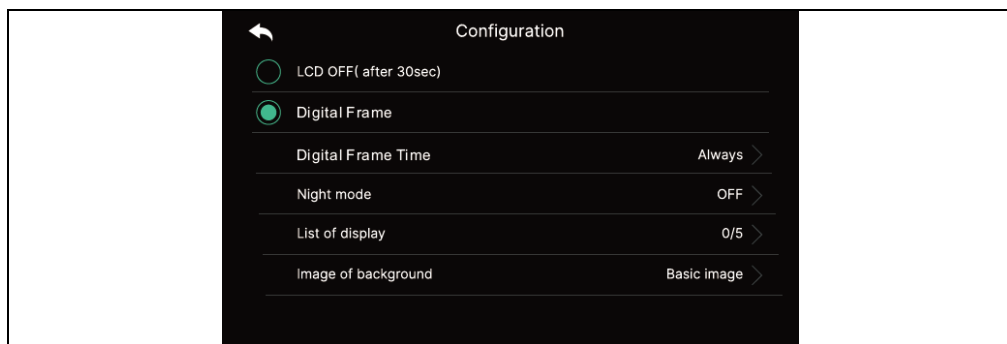 Configuration
LCD OFF( after 30sec)
Digital Frame
Digital Frame Time Always
Night mode OFF
List of display 0/5
Image of background Basic image